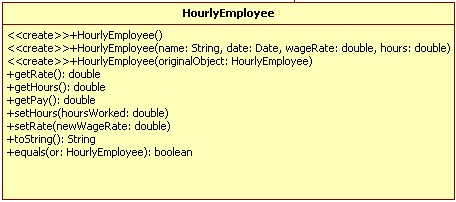 HourlyEmployee
<<create>>+HourlyEmployee()
<<create>>+HourlyEmployee(name: String, date: Date, wageRate: double, hours: double)
<<create>>+HourlyEmployee(originalObject: HourlyEmployee)
+getRate(): double
+getHours(): double
+getPay(): double
+setHours(hoursWorked: double)
+setRate(newWageRate: double)
+toString(): String
+equals(or: HourlyEmployee): boolean